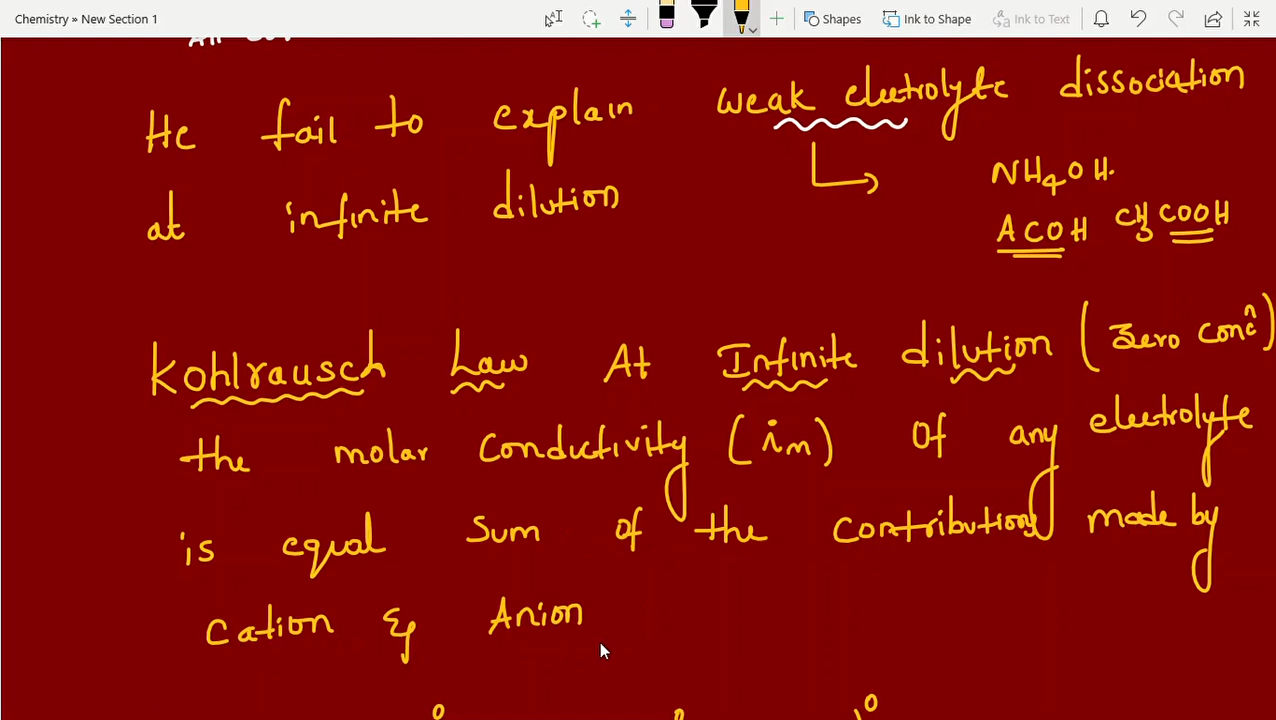 Chemistry » New Section 1
Shapes
Ink to Shape
Ink to Text
He fail to explain weak electrolyte dissociation
at infinite dilution
NH4OH.
ACOH CH3COOH
Kohlrausch Law At Infinite dilution (Zero conc^n)
the molar conductivity (λm) of any electrolyte
is equal sum of the contributions made by
cation & Anion